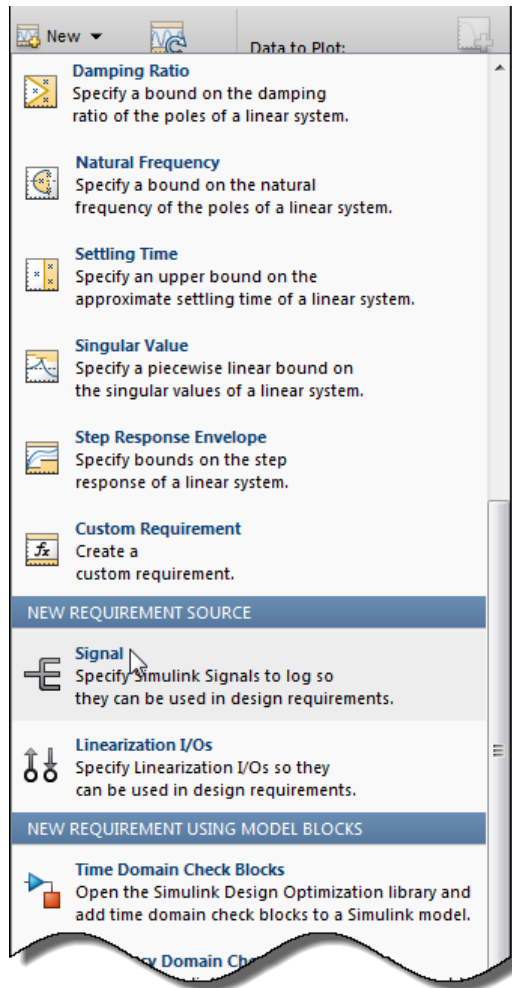 New
Data to Plot:
Damping Ratio
Specify a bound on the damping
ratio of the poles of a linear system.
Natural Frequency
Specify a bound on the natural
frequency of the poles of a linear system.
Settling Time
Specify an upper bound on the
approximate settling time of a linear system.
Singular Value
Specify a piecewise linear bound on
the singular values of a linear system.
Step Response Envelope
Specify bounds on the step
response of a linear system.
Custom Requirement
fx
Create a
custom requirement.
NEW REQUIREMENT SOURCE
Signal
Specify Simulink Signals to log so
they can be used in design requirements.
Linearization I/Os
Specify Linearization I/Os so they
can be used in design requirements.
NEW REQUIREMENT USING MODEL BLOCKS
Time Domain Check Blocks
Open the Simulink Design Optimization library and
add time domain check blocks to a Simulink model.
Domain